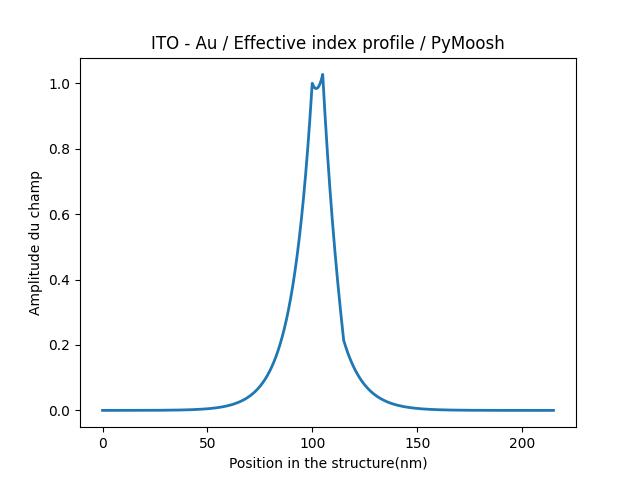 ITO - Au / Effective index profile / PyMoosh
1.0
0.8
0.6
0.4
0.2
0.0
Amplitude du champ
0 50 100 150 200
Position in the structure(nm)